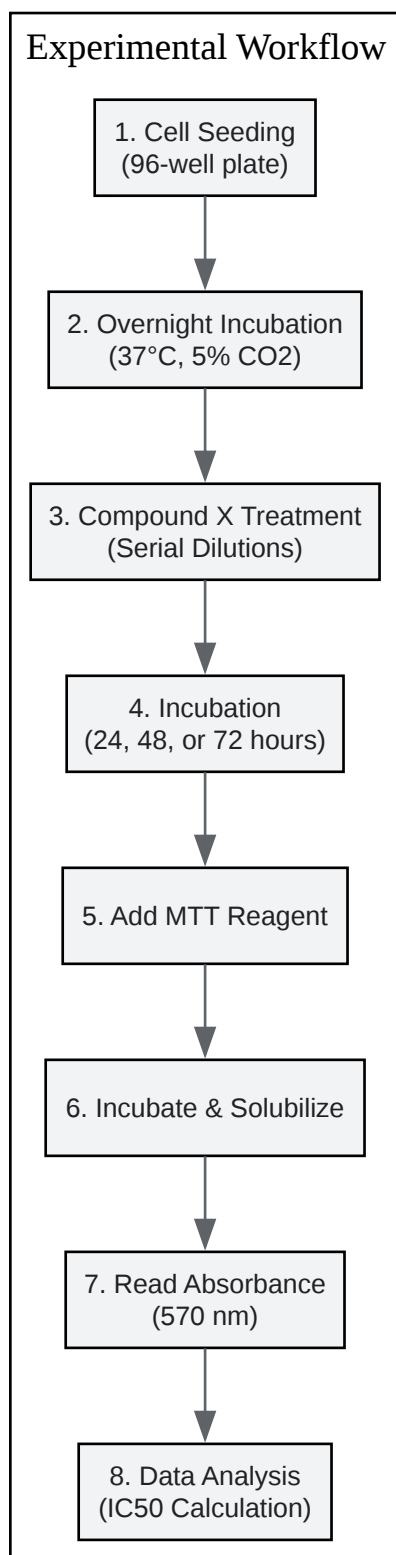 Experimental Workflow
1. Cell Seeding
(96-well plate)
2. Overnight Incubation
(37°C, 5% CO2)
3. Compound X Treatment
(Serial Dilutions)
4. Incubation
(24, 48, or 72 hours)
5. Add MTT Reagent
6. Incubate & Solubilize
7. Read Absorbance
(570 nm)
8. Data Analysis
(IC50 Calculation)